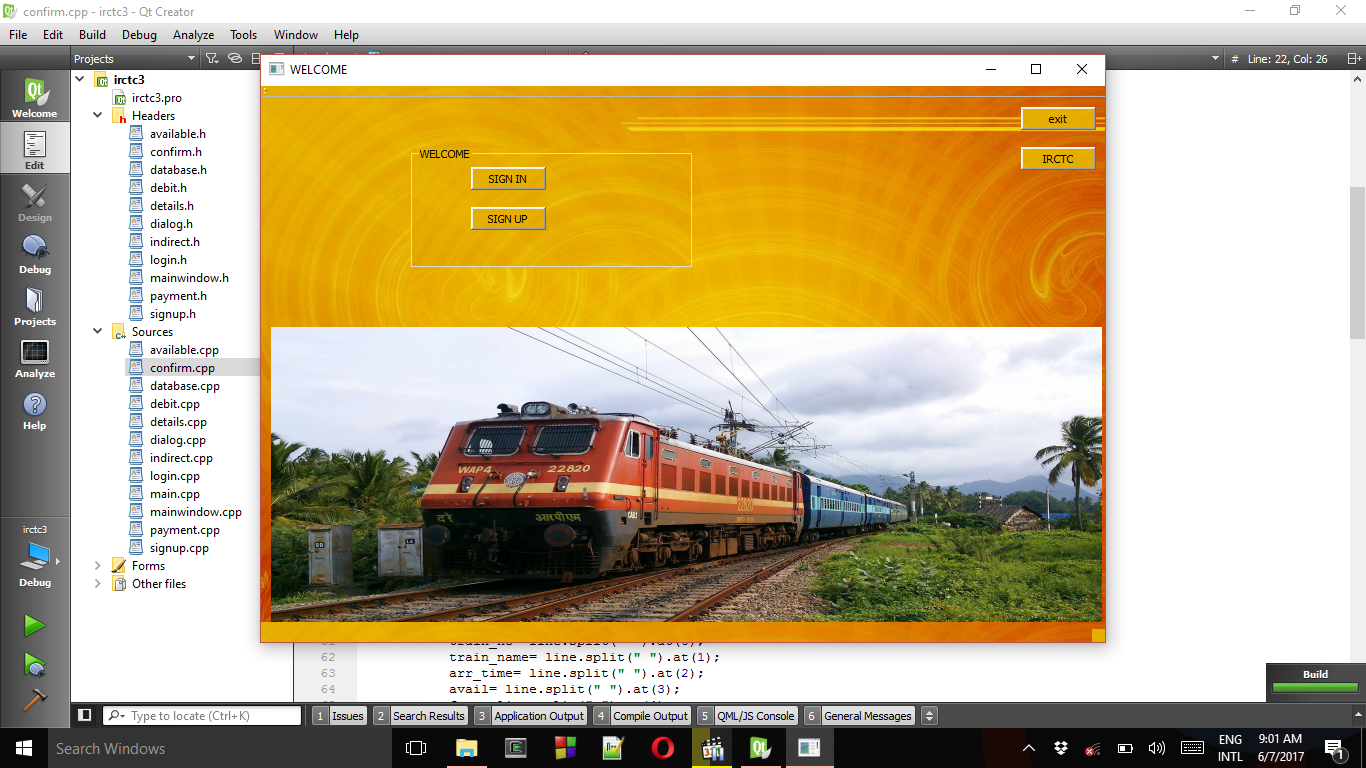 confirm.cpp - irctc3 - Qt Creator
File Edit Build Debug Analyze Tools Window Help
Projects
# Line: 22, Col: 26
WELCOME
exit
IRCTC
WELCOME
SIGN IN
SIGN UP
WAP4 22820
22820
CAB.1
द रे आरपीएम
Welcome
Edit
Design
Debug
Projects
Analyze
Help
irctc3
Debug
irctc3
irctc3.pro
Headers
available.h
confirm.h
database.h
debit.h
details.h
dialog.h
indirect.h
login.h
mainwindow.h
payment.h
signup.h
Sources
available.cpp
confirm.cpp
database.cpp
debit.cpp
details.cpp
dialog.cpp
indirect.cpp
login.cpp
main.cpp
mainwindow.cpp
payment.cpp
signup.cpp
Forms
Other files
62 train_name= line.split(" ").at(1);
63 arr_time= line.split(" ").at(2);
64 avail= line.split(" ").at(3);
Build
Type to locate (Ctrl+K)
1 Issues 2 Search Results 3 Application Output 4 Compile Output 5 QML/JS Console 6 General Messages
Search Windows
ENG
INTL
9:01 AM
6/7/2017
1